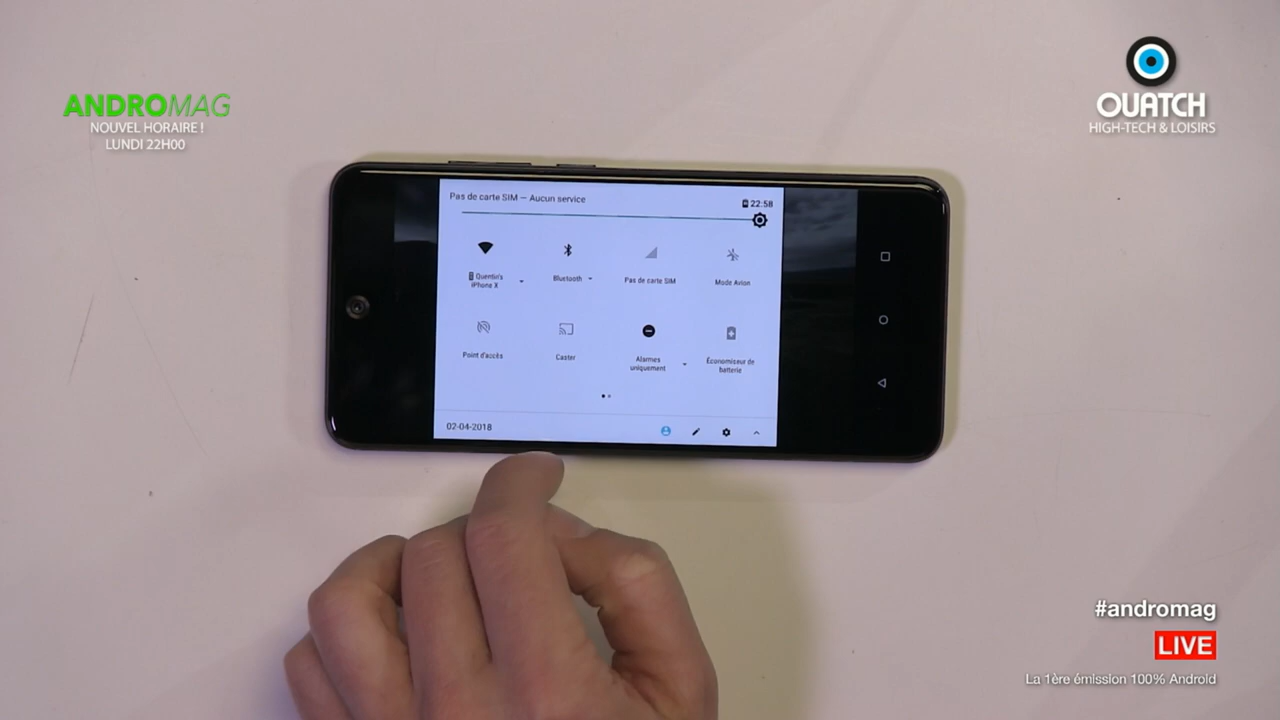 ANDROMAG
NOUVEL HORAIRE !
LUNDI 22H00
OUATCH
HIGH-TECH & LOISIRS
Pas de carte SIM — Aucun service
22:58
Quentin's
iPhone X
Bluetooth
Pas de carte SIM
Mode Avion
Point d'accès
Caster
Alarmes
uniquement
Économiseur de
batterie
02-04-2018
#andromag
LIVE
La 1ère émission 100% Android